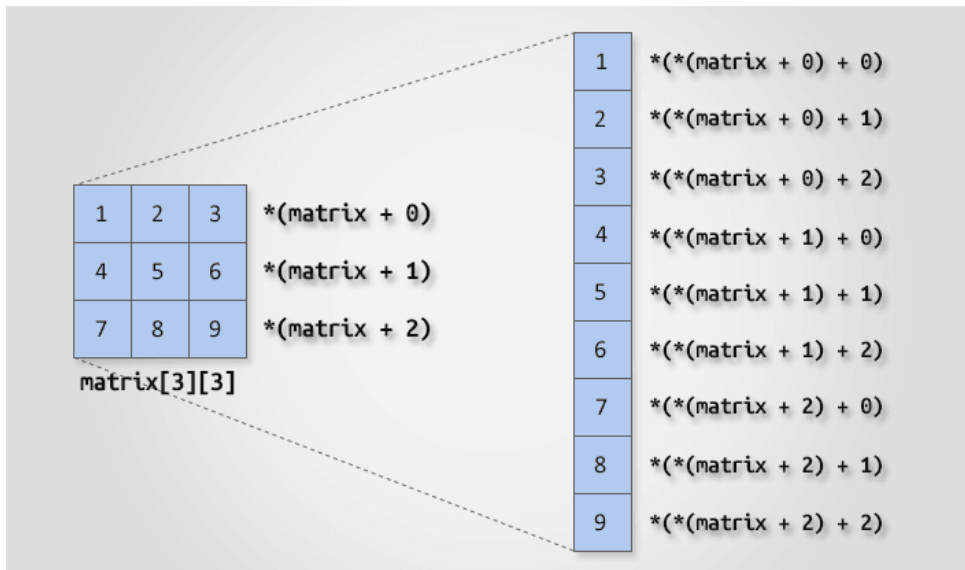 1 2 3 *(matrix + 0)
4 5 6 *(matrix + 1)
7 8 9 *(matrix + 2)
matrix[3][3]
1 *(*(matrix + 0) + 0)
2 *(*(matrix + 0) + 1)
3 *(*(matrix + 0) + 2)
4 *(*(matrix + 1) + 0)
5 *(*(matrix + 1) + 1)
6 *(*(matrix + 1) + 2)
7 *(*(matrix + 2) + 0)
8 *(*(matrix + 2) + 1)
9 *(*(matrix + 2) + 2)